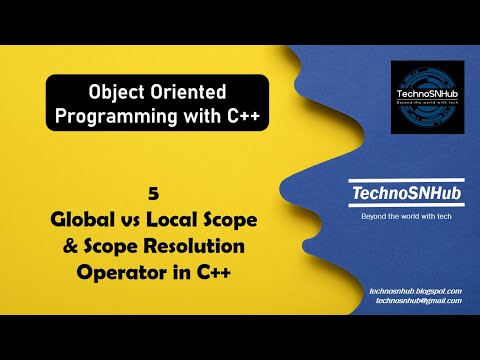 Object Oriented
Programming with C++
TechnoSNHub
Beyond the world with tech
5
Global vs Local Scope
& Scope Resolution
Operator in C++
TechnoSNHub
Beyond the world with tech
technosnhub.blogspot.com
technosnhub@gmail.com